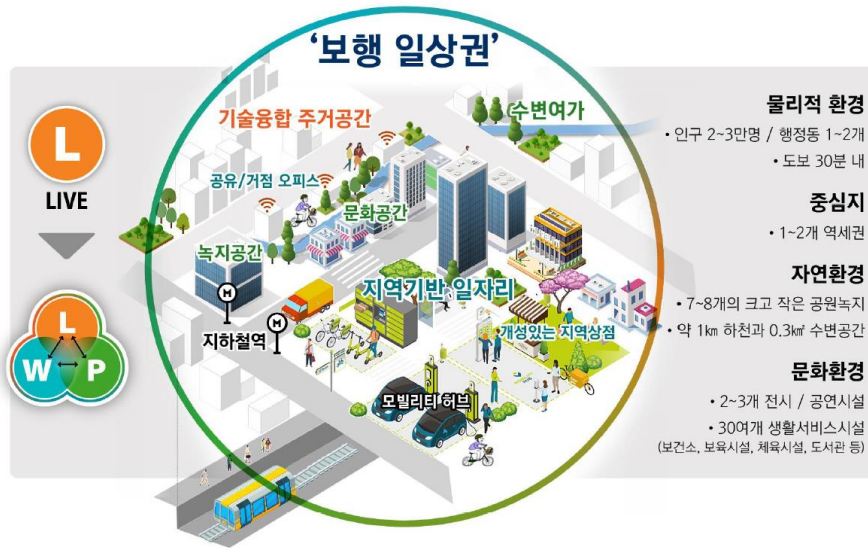 ‘보행 일상권’
L
LIVE
L
W
P
기술융합 주거공간
수변여가
공유/거점 오피스
문화공간
녹지공간
지역기반 일자리
지하철역
개성있는 지역상점
모빌리티 허브
물리적 환경
• 인구 2~3만명 / 행정동 1~2개
• 도보 30분 내
중심지
• 1~2개 역세권
자연환경
• 7~8개의 크고 작은 공원녹지
• 약 1km 하천과 0.3㎢ 수변공간
문화환경
• 2~3개 전시 / 공연시설
• 30여개 생활서비스시설
(보건소, 보육시설, 체육시설, 도서관 등)